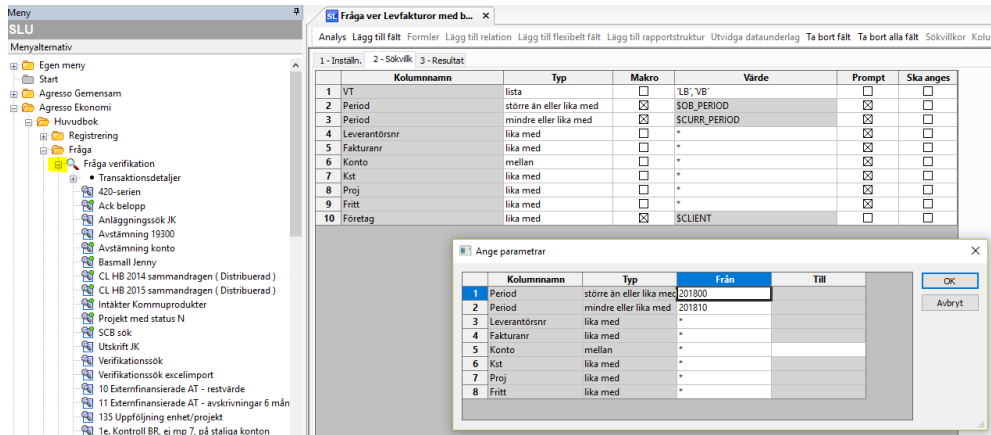 Meny
SLU
Menyalternativ
Egen meny
Start
Agresso Gemensam
Agresso Ekonomi
Huvudbok
Registrering
Fråga
Fråga verifikation
Transaktionsdetaljer
420-serien
Ack belopp
Anläggningssök JK
Avstämning 19300
Avstämning konto
Basmall Jenny
CL HB 2014 sammandragen ( Distribuerad )
CL HB 2015 sammandragen ( Distribuerad )
Intäkter Kommuprodukter
Projekt med status N
SCB sök
Utskrift JK
Verifikationssök
Verifikationssök excelimport
10 Externfinansierade AT - restvärde
11 Externfinansierade AT - avskrivningar 6 mån
135 Uppföljning enhet/projekt
1e. Kontroll BR, ej mp 7, på staliga konton
SL Fråga ver Levfakturor med b... ×
Analys Lägg till fält Formler Lägg till relation Lägg till flexibelt fält Lägg till rapportstruktur Utvidga dataunderlag Ta bort fält Ta bort alla fält Sökvillkor Kolu
1 - Inställn. 2 - Sökvillk 3 - Resultat
Kolumnnamn Typ Makro Värde Prompt Ska anges
1 VT lista 'LB','VB'
2 Period större än eller lika med $OB_PERIOD
3 Period mindre eller lika med $CURR_PERIOD
4 Leverantörsnr lika med *
5 Fakturanr lika med *
6 Konto mellan *
7 Kst lika med *
8 Proj lika med *
9 Fritt lika med *
10 Företag lika med $CLIENT
Ange parametrar
Kolumnnamn Typ Från Till
1 Period större än eller lika med 201800
2 Period mindre eller lika med 201810
3 Leverantörsnr lika med *
4 Fakturanr lika med *
5 Konto mellan *
6 Kst lika med *
7 Proj lika med *
8 Fritt lika med *
OK
Avbryt